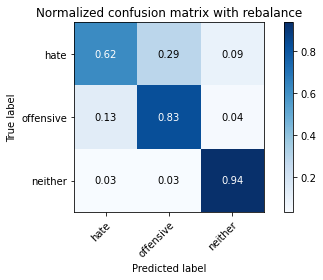 Normalized confusion matrix with rebalance
hate
0.62 0.29 0.09
offensive
0.13 0.83 0.04
neither
0.03 0.03 0.94
True label
hate
offensive
neither
Predicted label
0.8
0.6
0.4
0.2